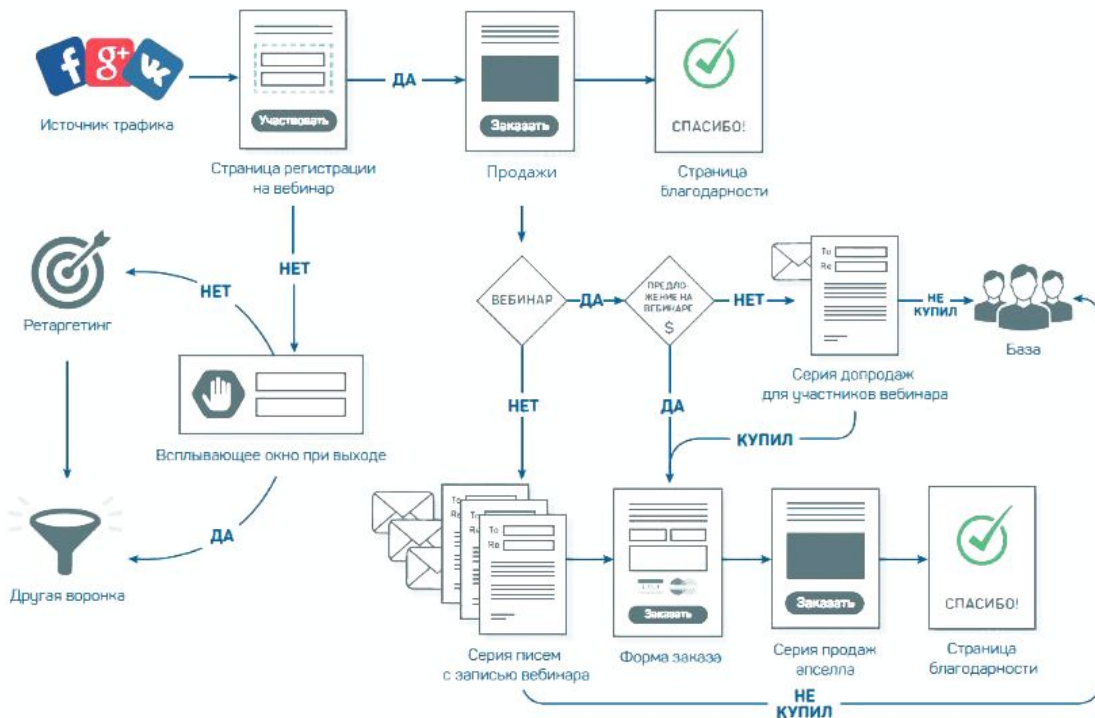 f g+
Источник трафика
Участвовать
Страница регистрации
на вебинар
ДА
Заказать
Продажи
СПАСИБО!
Страница
благодарности
НЕТ
НЕТ
Ретаргетинг
Всплывающее окно при выходе
ДА
Другая воронка
ВЕБИНАР
ДА
ПРЕДЛО-
ЖЕНИЕ НА
ВЕБИНАРЕ
$
НЕТ
To
Re
Серия допродаж
для участников вебинара
НЕ
КУПИЛ
База
НЕТ
ДА
КУПИЛ
To
Re
To
Re
Серия писем
с записью вебинара
Заказать
Форма заказа
Заказать
Серия продаж
апселла
СПАСИБО!
Страница
благодарности
НЕ
КУПИЛ